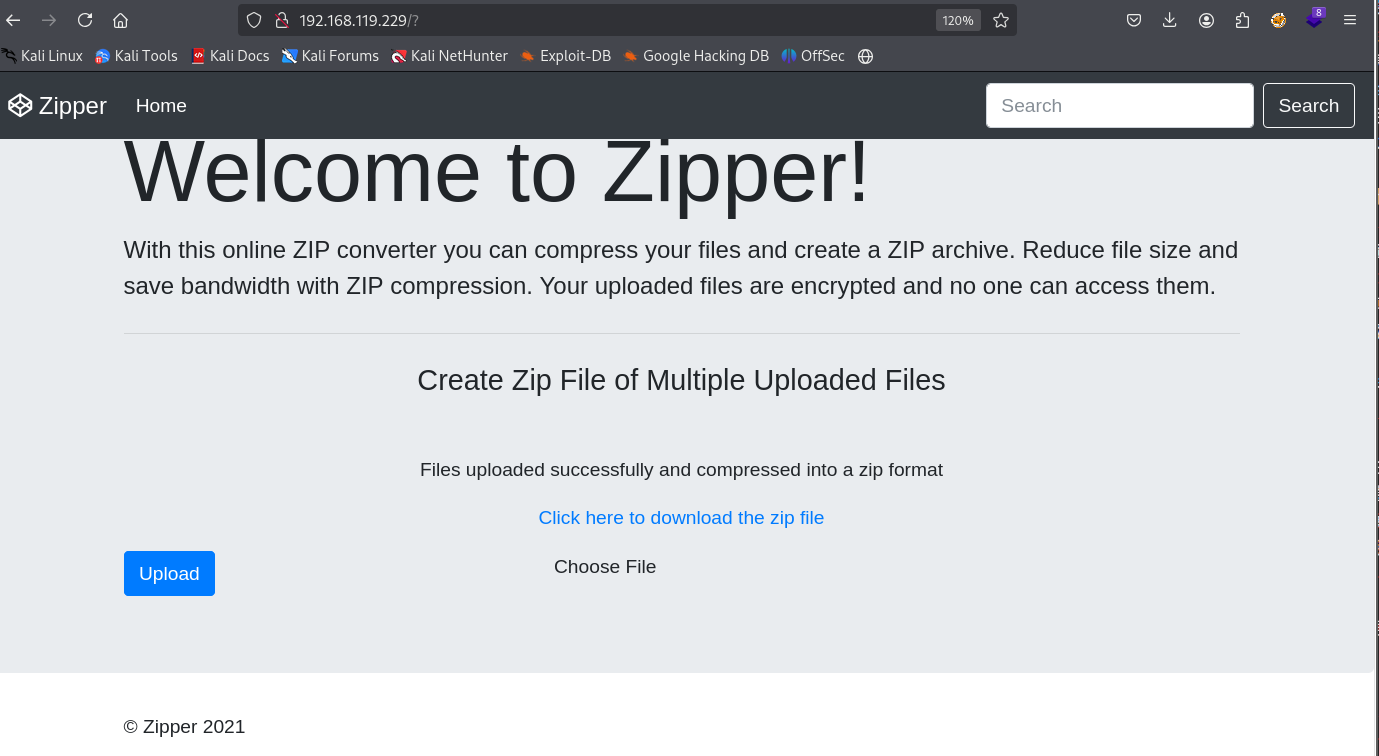 192.168.119.229/?
120%
8
Kali Linux Kali Tools Kali Docs Kali Forums Kali NetHunter Exploit-DB Google Hacking DB OffSec
Zipper Home Search Search
Welcome to Zipper!
With this online ZIP converter you can compress your files and create a ZIP archive. Reduce file size and
save bandwidth with ZIP compression. Your uploaded files are encrypted and no one can access them.
Create Zip File of Multiple Uploaded Files
Files uploaded successfully and compressed into a zip format
Click here to download the zip file
Upload Choose File
© Zipper 2021